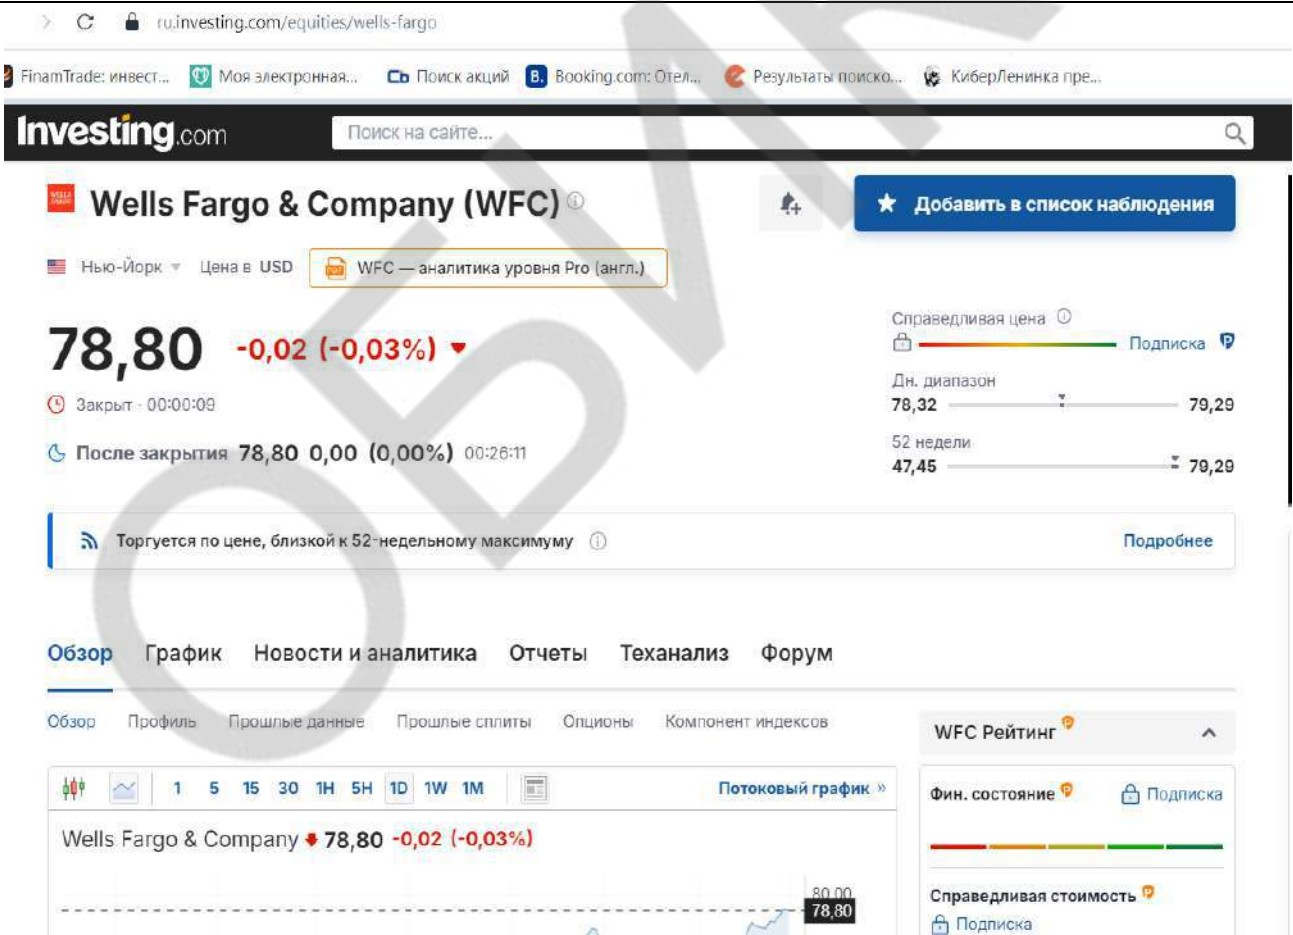 ru.investing.com/equities/wells-fargo
FinamTrade: инвест... Моя электронная... Сb Поиск акций B. Booking.com: Отел... Результаты поиско... КиберЛенинка пре...
Investing.com Поиск на сайте...
Wells Fargo & Company (WFC) Добавить в список наблюдения
Нью-Йорк Цена в USD WFC — аналитика уровня Pro (англ.)
78,80 -0,02 (-0,03%)
Закрыт · 00:00:09
После закрытия 78,80 0,00 (0,00%) 00:26:11
Справедливая цена
Подписка
Дн. диапазон
78,32 79,29
52 недели
47,45 79,29
Торгуется по цене, близкой к 52-недельному максимуму Подробнее
Обзор График Новости и аналитика Отчеты Теханализ Форум
Обзор Профиль Прошлые данные Прошлые сплиты Опционы Компонент индексов
1 5 15 30 1H 5H 1D 1W 1M Потоковый график »
Wells Fargo & Company 78,80 -0,02 (-0,03%)
80,00
78,80
WFC Рейтинг
Фин. состояние Подписка
Справедливая стоимость
Подписка